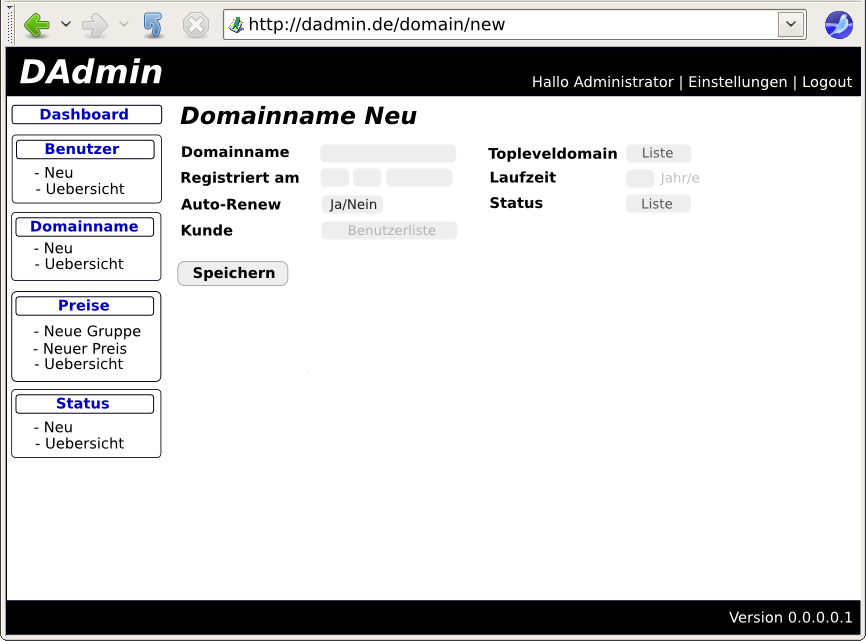 http://dadmin.de/domain/new
DAdmin
Hallo Administrator | Einstellungen | Logout
Dashboard
Benutzer
- Neu
- Uebersicht
Domainname
- Neu
- Uebersicht
Preise
- Neue Gruppe
- Neuer Preis
- Uebersicht
Status
- Neu
- Uebersicht
Domainname Neu
Domainname
Topleveldomain Liste
Registriert am
Laufzeit Jahr/e
Auto-Renew Ja/Nein
Status Liste
Kunde Benutzerliste
Speichern
Version 0.0.0.0.1